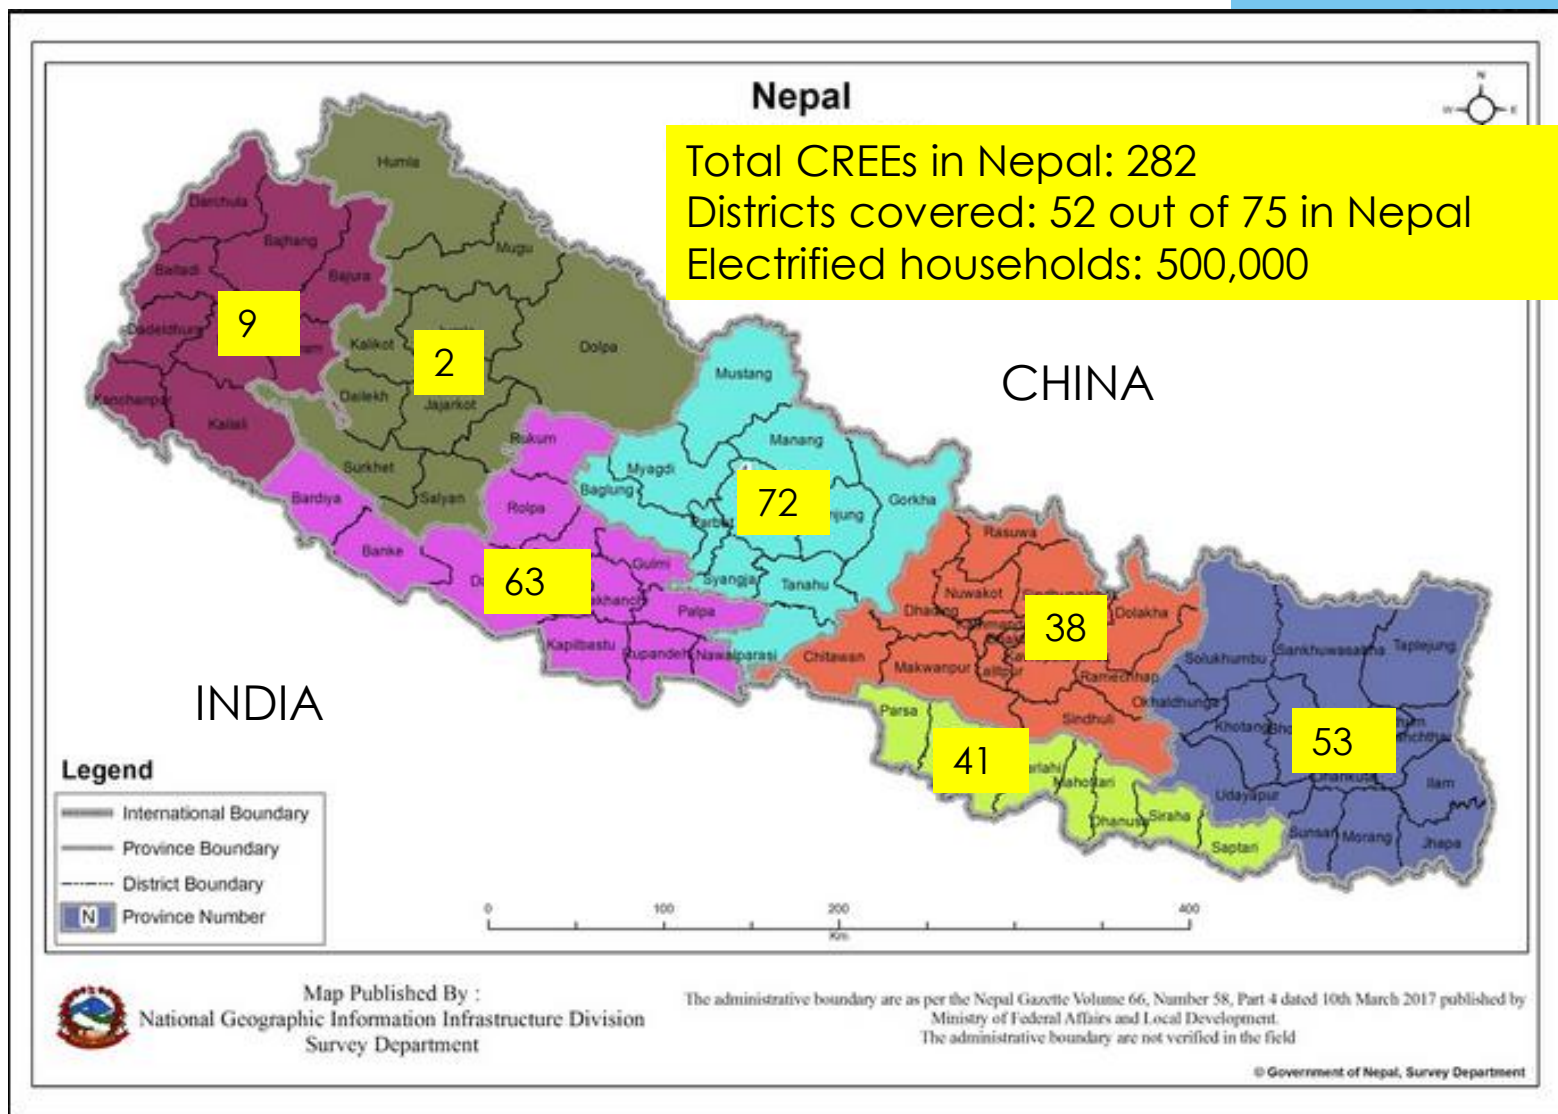 Nepal
N
W
E
Total CREEs in Nepal: 282
Districts covered: 52 out of 75 in Nepal
Electrified households: 500,000
Humla
Darchula
Bajhang
Mugu
Baitadi
Bajura
9
Dadeldhura
Kalikot
2
Dolpa
CHINA
Mustang
Kanchanpur
Dailekh
Jajarkot
Kailali
Rukum
Manang
Surkhet
Myagdi
Bardiya
Salyan
Rolpa
Baglung
72
Gorkha
Parbat
Rasuwa
Banke
Gulmi
63
Syangja
Tanahu
Nuwakot
Palpa
Dhading
38
Dolakha
Kapilbastu
Rupandehi
Nawalparasi
Chitawan
Makwanpur
Lalitpur
Ramechhap
Solukhumbu
Sankhuwasabha
Taplejung
INDIA
Parsa
Sindhuli
Okhaldhunga
Khotang
53
41
Mahottari
Dhankuta
Ilam
Udayapur
Dhanusa
Siraha
Saptari
Sunsari
Morang
Jhapa
Legend
International Boundary
Province Boundary
District Boundary
N Province Number
0 100 200 400
Km
Map Published By :
National Geographic Information Infrastructure Division
Survey Department
The administrative boundary are as per the Nepal Gazette Volume 66, Number 58, Part 4 dated 10th March 2017 published by
Ministry of Federal Affairs and Local Development.
The administrative boundary are not verified in the field
© Government of Nepal, Survey Department